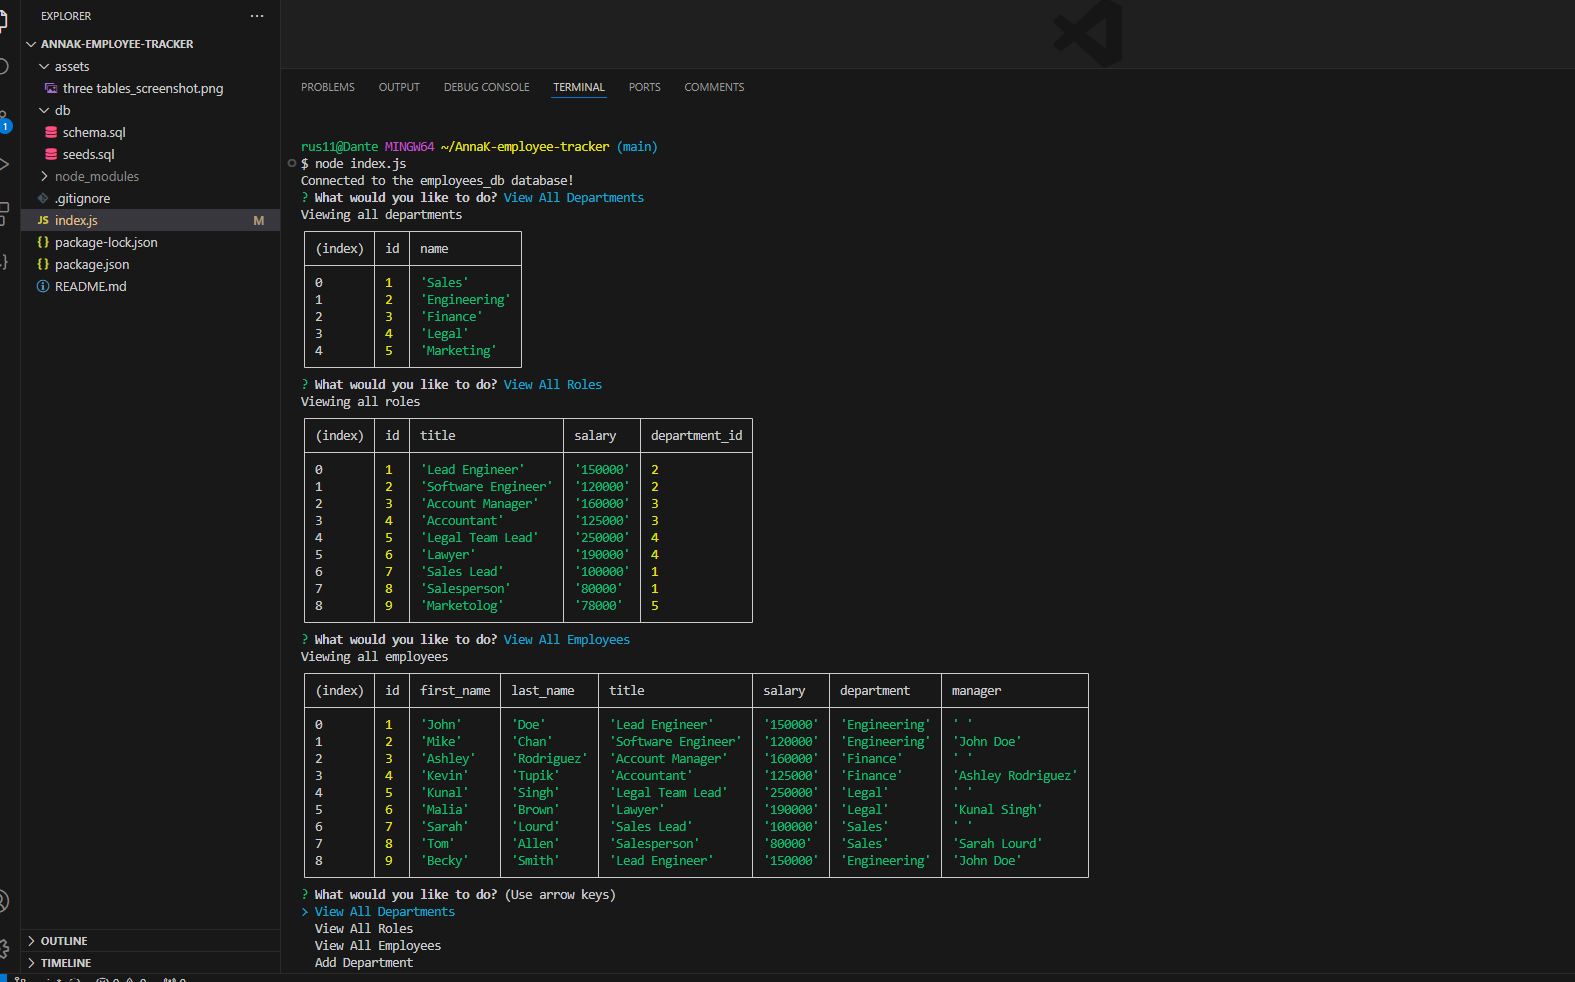 EXPLORER
ANNAK-EMPLOYEE-TRACKER
assets
three tables_screenshot.png
db
schema.sql
seeds.sql
node_modules
.gitignore
JS index.js M
{} package-lock.json
{} package.json
README.md
OUTLINE
TIMELINE
1
PROBLEMS OUTPUT DEBUG CONSOLE TERMINAL PORTS COMMENTS
rus11@Dante MINGW64 ~/AnnaK-employee-tracker (main)
$ node index.js
Connected to the employees_db database!
? What would you like to do? View All Departments
Viewing all departments
(index) id name
0 1 'Sales'
1 2 'Engineering'
2 3 'Finance'
3 4 'Legal'
4 5 'Marketing'
? What would you like to do? View All Roles
Viewing all roles
(index) id title salary department_id
0 1 'Lead Engineer' '150000' 2
1 2 'Software Engineer' '120000' 2
2 3 'Account Manager' '160000' 3
3 4 'Accountant' '125000' 3
4 5 'Legal Team Lead' '250000' 4
5 6 'Lawyer' '190000' 4
6 7 'Sales Lead' '100000' 1
7 8 'Salesperson' '80000' 1
8 9 'Marketolog' '78000' 5
? What would you like to do? View All Employees
Viewing all employees
(index) id first_name last_name title salary department manager
0 1 'John' 'Doe' 'Lead Engineer' '150000' 'Engineering' ' '
1 2 'Mike' 'Chan' 'Software Engineer' '120000' 'Engineering' 'John Doe'
2 3 'Ashley' 'Rodriguez' 'Account Manager' '160000' 'Finance' ' '
3 4 'Kevin' 'Tupik' 'Accountant' '125000' 'Finance' 'Ashley Rodriguez'
4 5 'Kunal' 'Singh' 'Legal Team Lead' '250000' 'Legal' ' '
5 6 'Malia' 'Brown' 'Lawyer' '190000' 'Legal' 'Kunal Singh'
6 7 'Sarah' 'Lourd' 'Sales Lead' '100000' 'Sales' ' '
7 8 'Tom' 'Allen' 'Salesperson' '80000' 'Sales' 'Sarah Lourd'
8 9 'Becky' 'Smith' 'Lead Engineer' '150000' 'Engineering' 'John Doe'
? What would you like to do? (Use arrow keys)
> View All Departments
View All Roles
View All Employees
Add Department